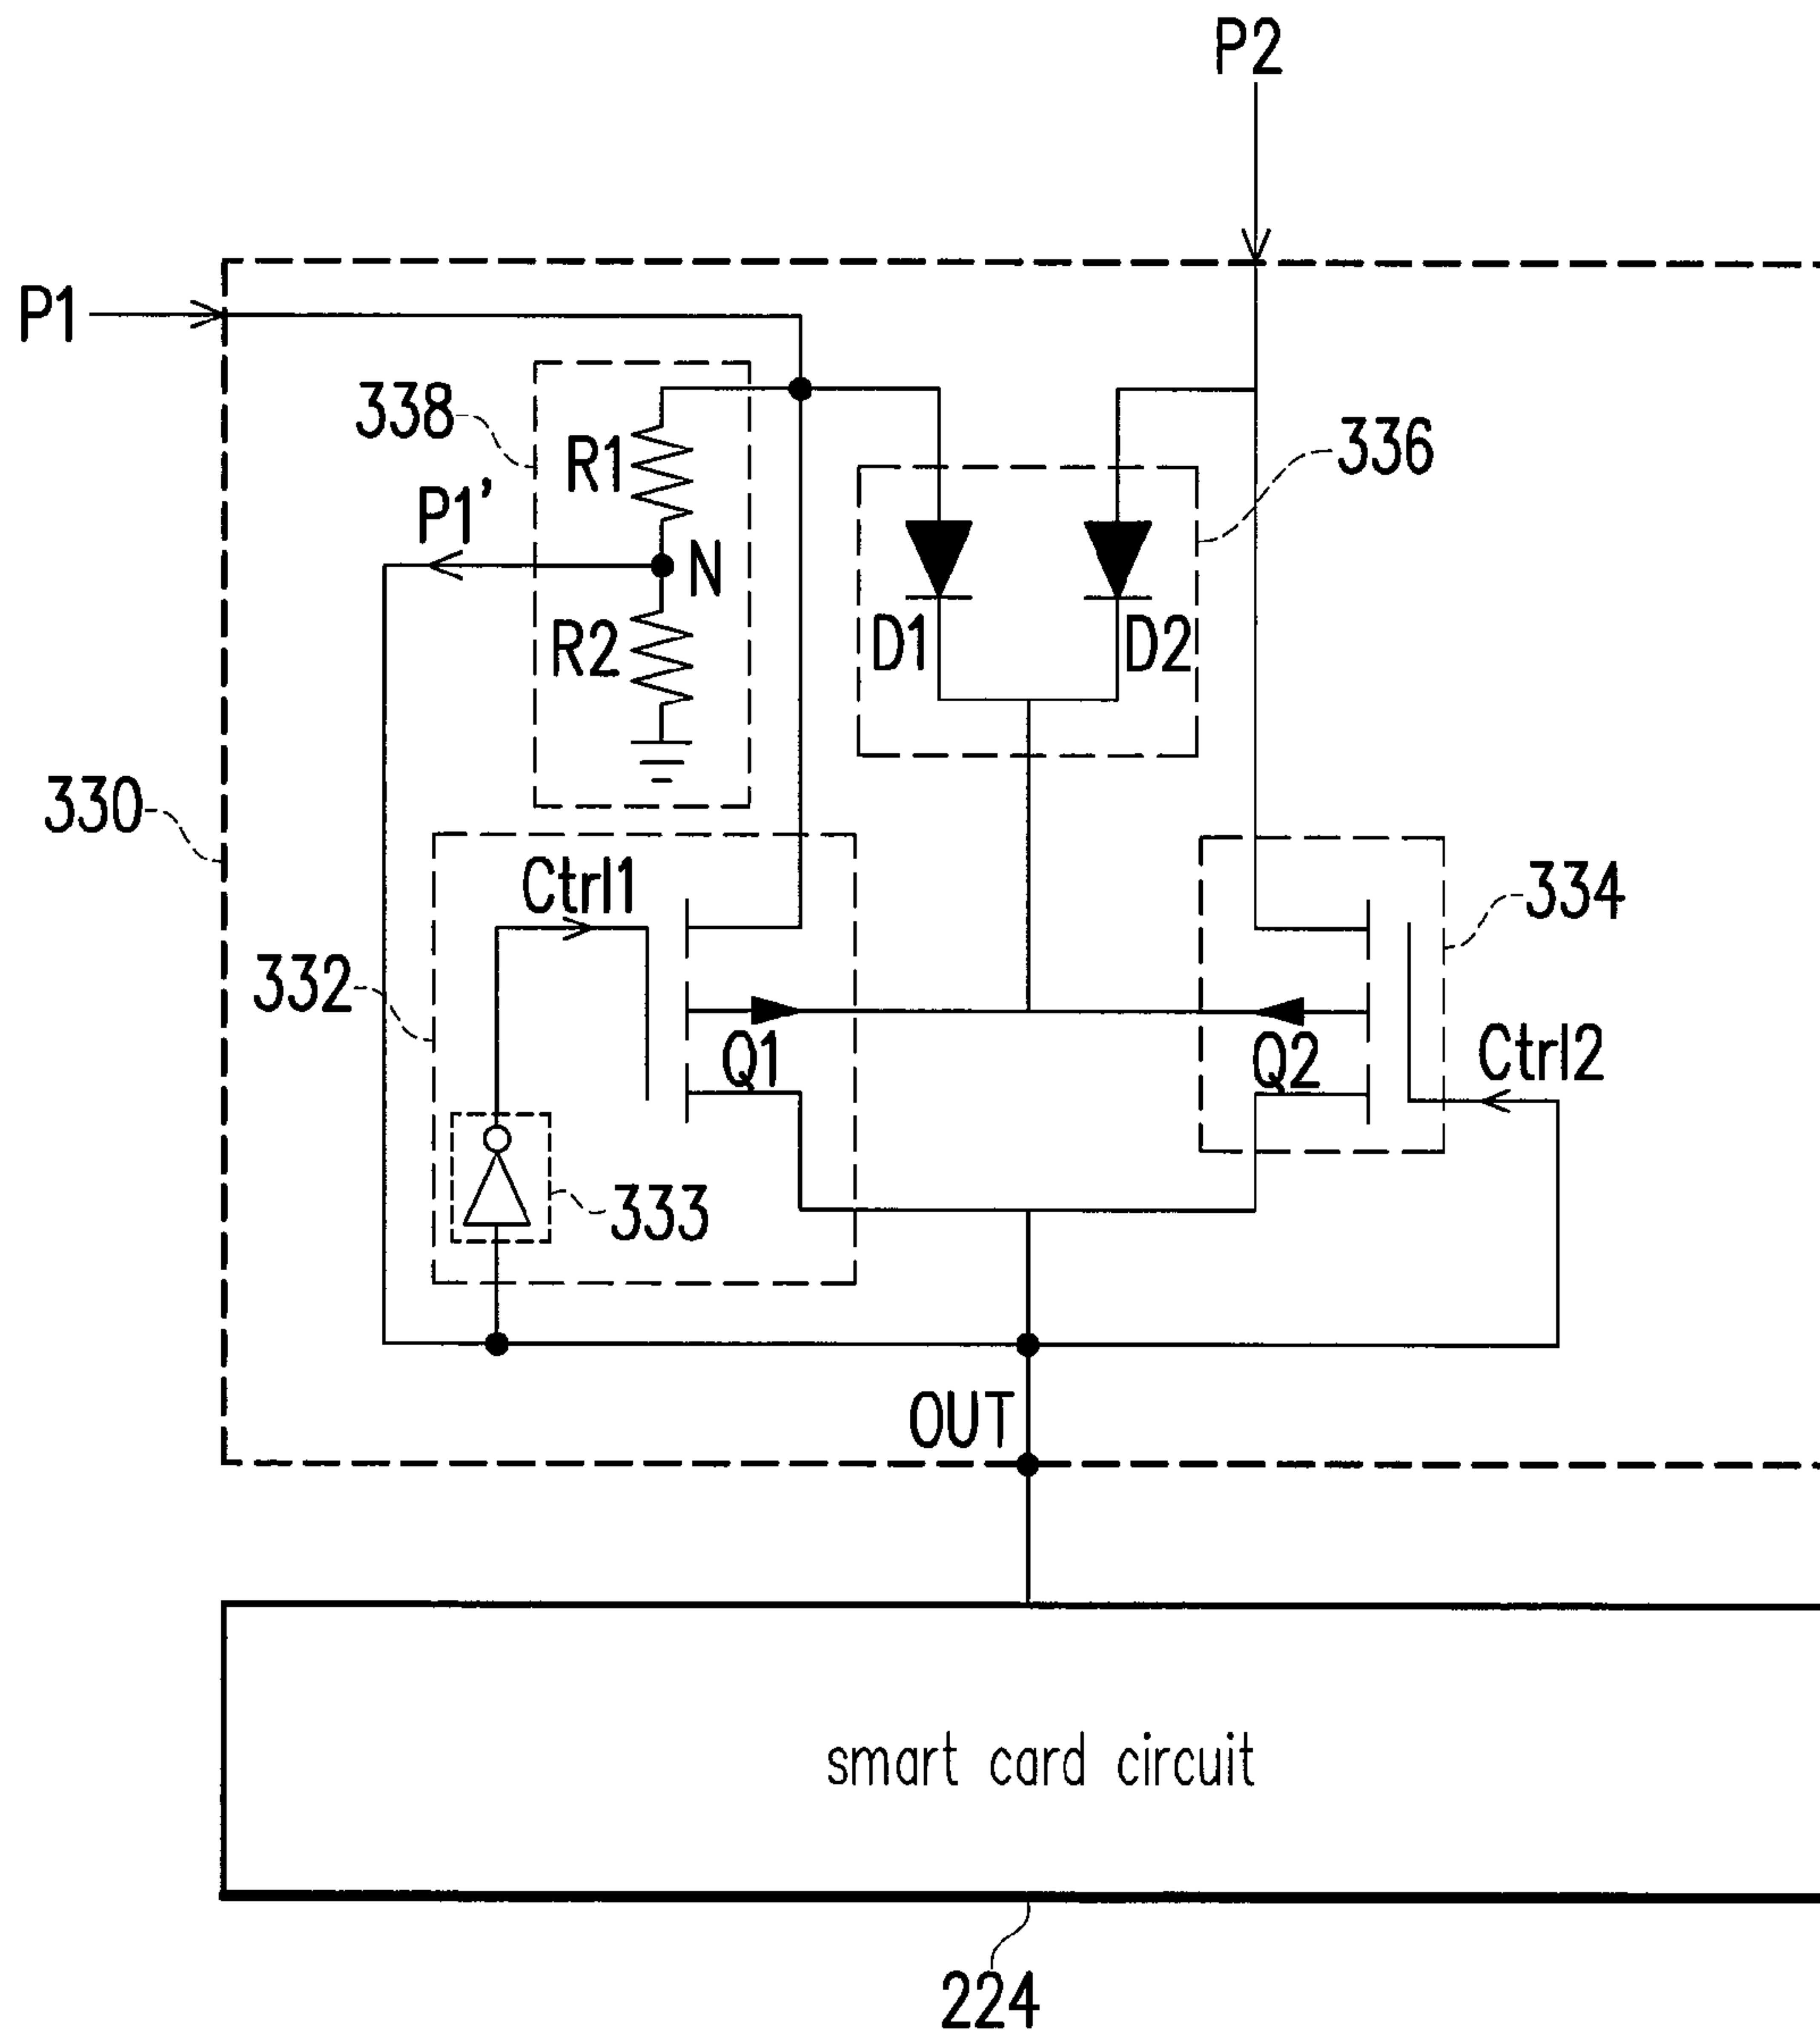 P2
P1
338
R1
336
P1’
N
R2
D1
D2
330
Ctrl1
334
332
Q1
Q2
Ctrl2
333
OUT
smart card circuit
224